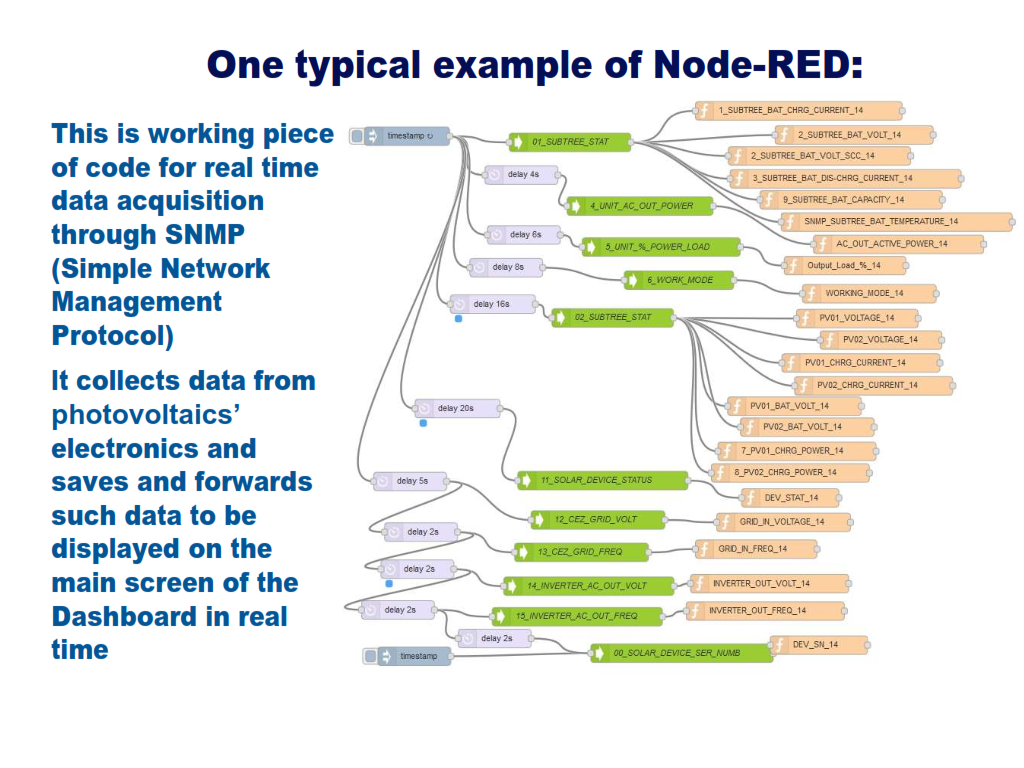 One typical example of Node-RED:
This is working piece
of code for real time
data acquisition
through SNMP
(Simple Network
Management
Protocol)
It collects data from
photovoltaics’
electronics and
saves and forwards
such data to be
displayed on the
main screen of the
Dashboard in real
time
timestamp ↻
01_SUBTREE_STAT
delay 4s
4_UNIT_AC_OUT_POWER
delay 6s
5_UNIT_%_POWER_LOAD
delay 8s
6_WORK_MODE
delay 16s
02_SUBTREE_STAT
delay 20s
delay 5s
11_SOLAR_DEVICE_STATUS
12_CEZ_GRID_VOLT
delay 2s
13_CEZ_GRID_FREQ
delay 2s
14_INVERTER_AC_OUT_VOLT
delay 2s
15_INVERTER_AC_OUT_FREQ
delay 2s
timestamp
00_SOLAR_DEVICE_SER_NUMB
1_SUBTREE_BAT_CHRG_CURRENT_14
2_SUBTREE_BAT_VOLT_14
2_SUBTREE_BAT_VOLT_SCC_14
3_SUBTREE_BAT_DIS-CHRG_CURRENT_14
9_SUBTREE_BAT_CAPACITY_14
SNMP_SUBTREE_BAT_TEMPERATURE_14
AC_OUT_ACTIVE_POWER_14
Output_Load_%_14
WORKING_MODE_14
PV01_VOLTAGE_14
PV02_VOLTAGE_14
PV01_CHRG_CURRENT_14
PV02_CHRG_CURRENT_14
PV01_BAT_VOLT_14
PV02_BAT_VOLT_14
7_PV01_CHRG_POWER_14
8_PV02_CHRG_POWER_14
DEV_STAT_14
GRID_IN_VOLTAGE_14
GRID_IN_FREQ_14
INVERTER_OUT_VOLT_14
INVERTER_OUT_FREQ_14
DEV_SN_14